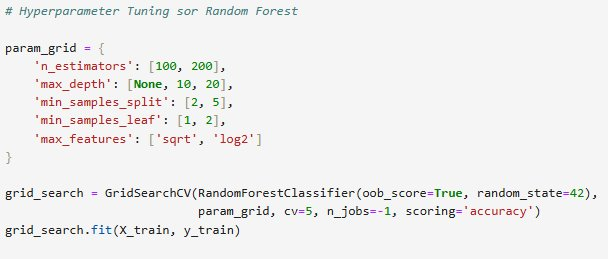 # Hyperparameter Tuning sor Random Forest
param_grid = {
    'n_estimators': [100, 200],
    'max_depth': [None, 10, 20],
    'min_samples_split': [2, 5],
    'min_samples_leaf': [1, 2],
    'max_features': ['sqrt', 'log2']
}
grid_search = GridSearchCV(RandomForestClassifier(oob_score=True, random_state=42),
                           param_grid, cv=5, n_jobs=-1, scoring='accuracy')
grid_search.fit(X_train, y_train)